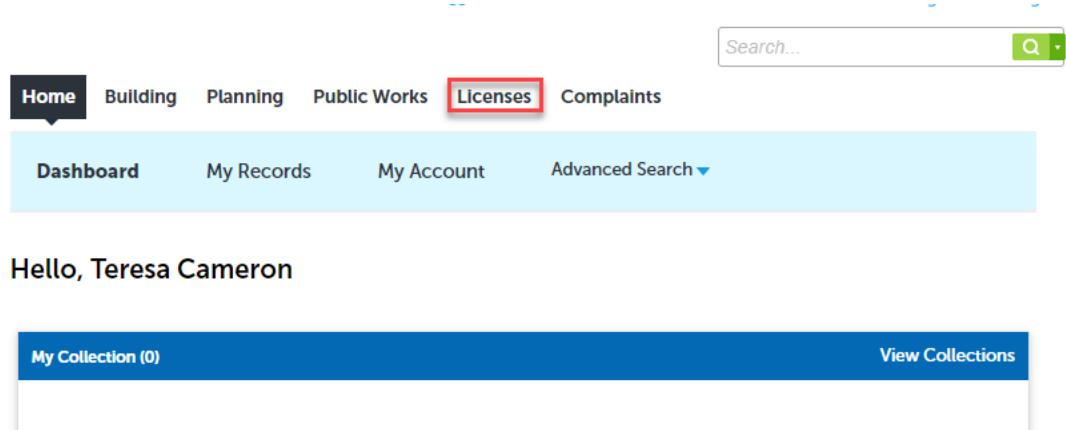 Search...
Home Building Planning Public Works Licenses Complaints
Dashboard My Records My Account Advanced Search
Hello, Teresa Cameron
My Collection (0) View Collections